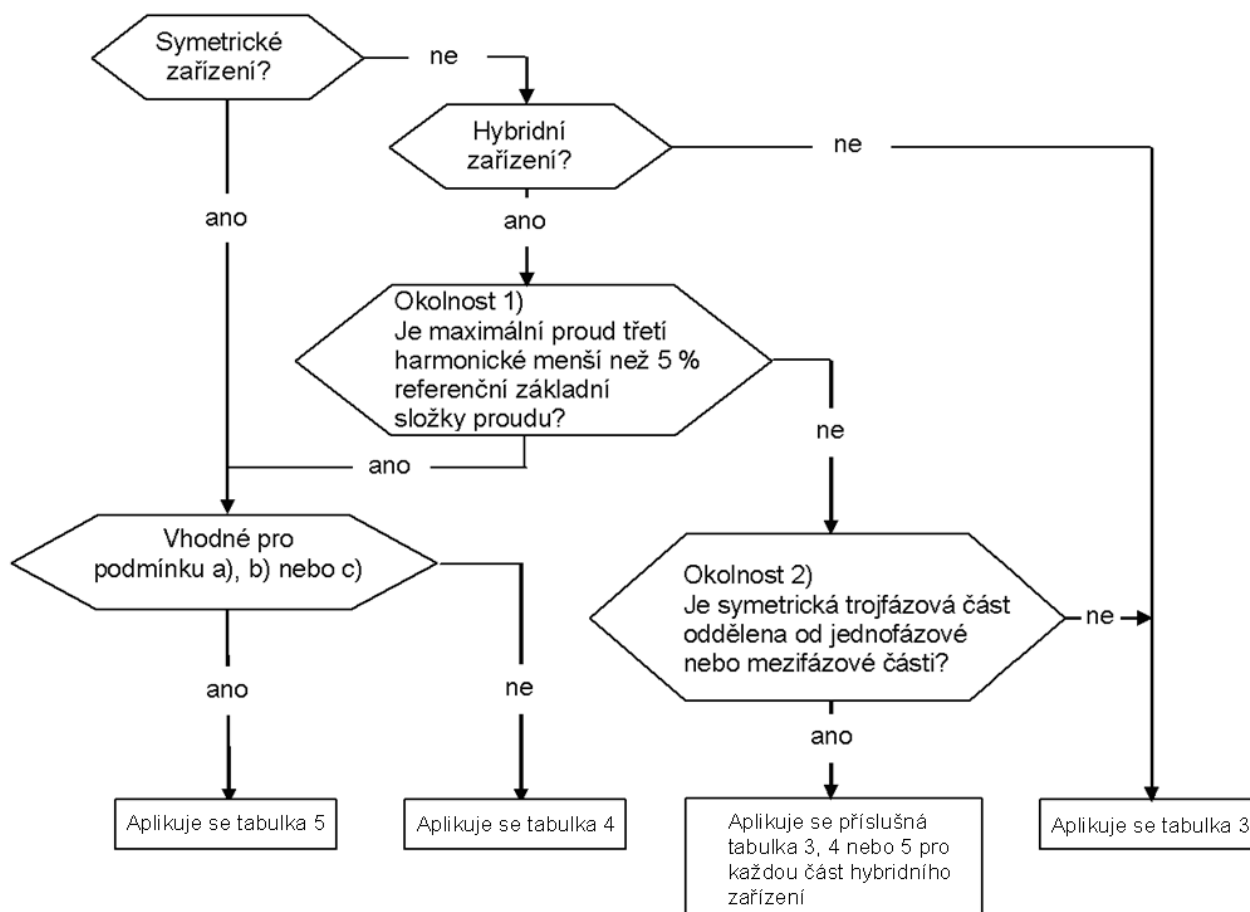 Symetrické
zařízení?
ne
Hybridní
zařízení?
ne
ano
ano
Okolnost 1)
Je maximální proud třetí
harmonické menší než 5 %
referenční základní
složky proudu?
ne
ano
Vhodné pro
podmínku a), b) nebo c)
Okolnost 2)
Je symetrická trojfázová část
oddělena od jednofázové
nebo mezifázové části?
ne
ano
ne
ano
Aplikuje se tabulka 5
Aplikuje se tabulka 4
Aplikuje se příslušná
tabulka 3, 4 nebo 5 pro
každou část hybridního
zařízení
Aplikuje se tabulka 3